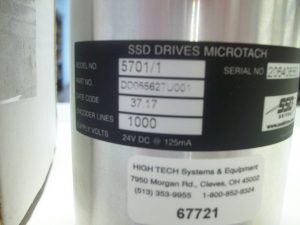 SSD DRIVES MICROTACH
MODEL NO. 5701/1 SERIAL NO
PART NO.
DATE CODE 37.17
ENCODER LINES 1000
SUPPLY VOLTS 24V DC @ 125mA
SSD
HIGH TECH Systems & Equipment
7950 Morgan Rd., Cleves, OH 45002
(513) 353-9955 1-800-852-8324
67721